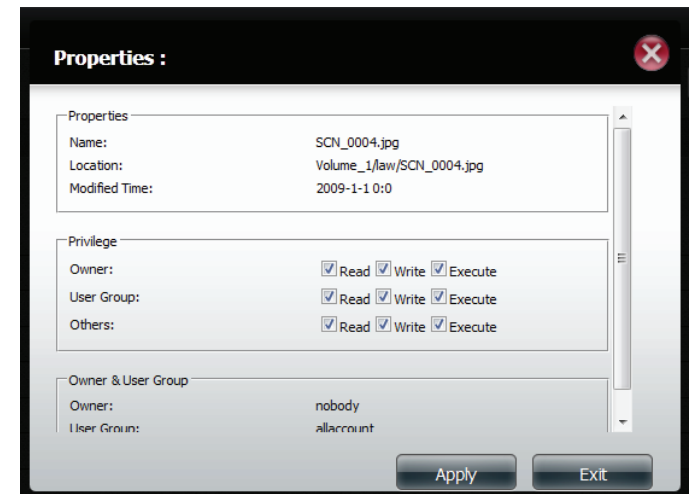 Properties :
Properties
Name: SCN_0004.jpg
Location: Volume_1/law/SCN_0004.jpg
Modified Time: 2009-1-1 0:0
Privilege
Owner: Read Write Execute
User Group: Read Write Execute
Others: Read Write Execute
Owner & User Group
Owner: nobody
User Group: allaccount
Apply Exit